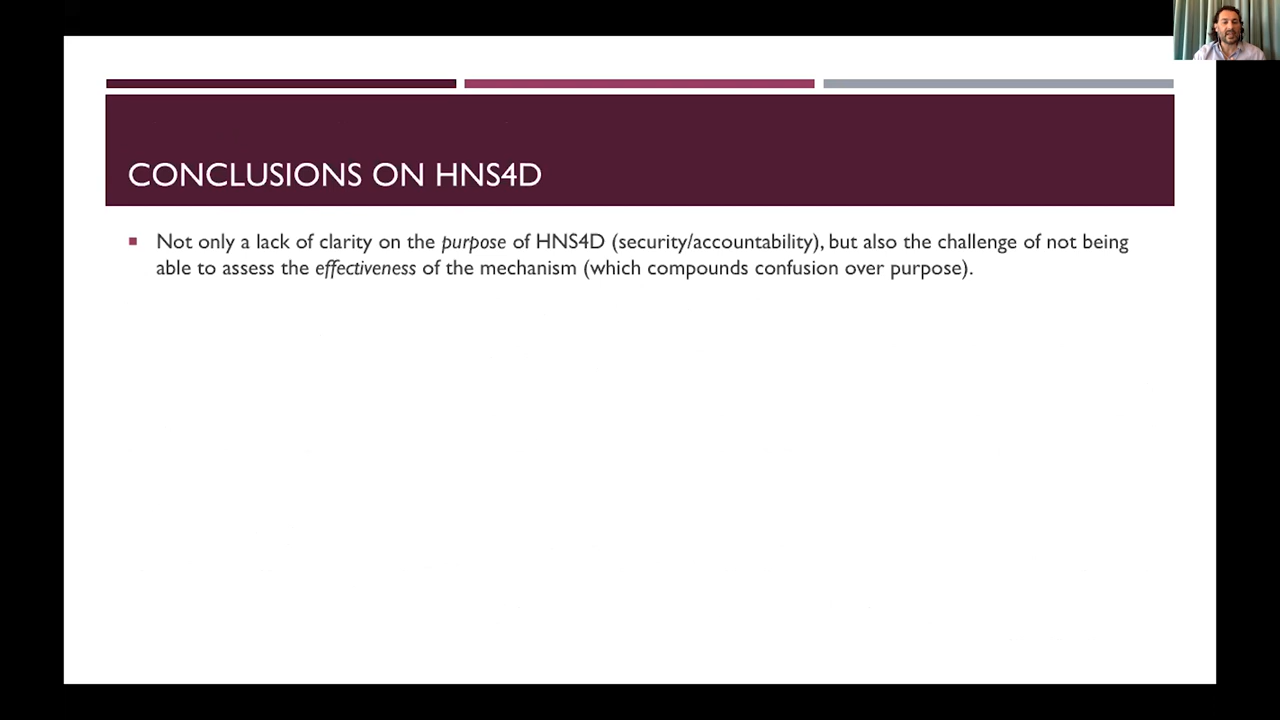 CONCLUSIONS ON HNS4D
Not only a lack of clarity on the purpose of HNS4D (security/accountability), but also the challenge of not being
able to assess the effectiveness of the mechanism (which compounds confusion over purpose).